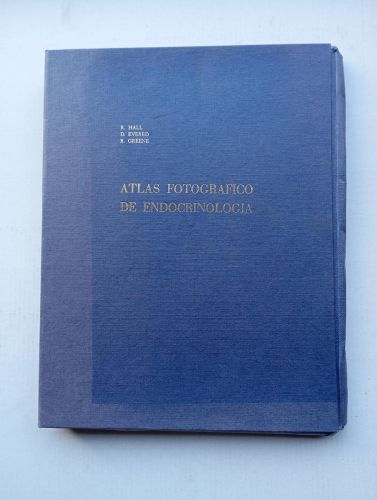 R. HALL
D. EVERED
R. GREENE
ATLAS FOTOGRAFICO
DE ENDOCRINOLOGIA